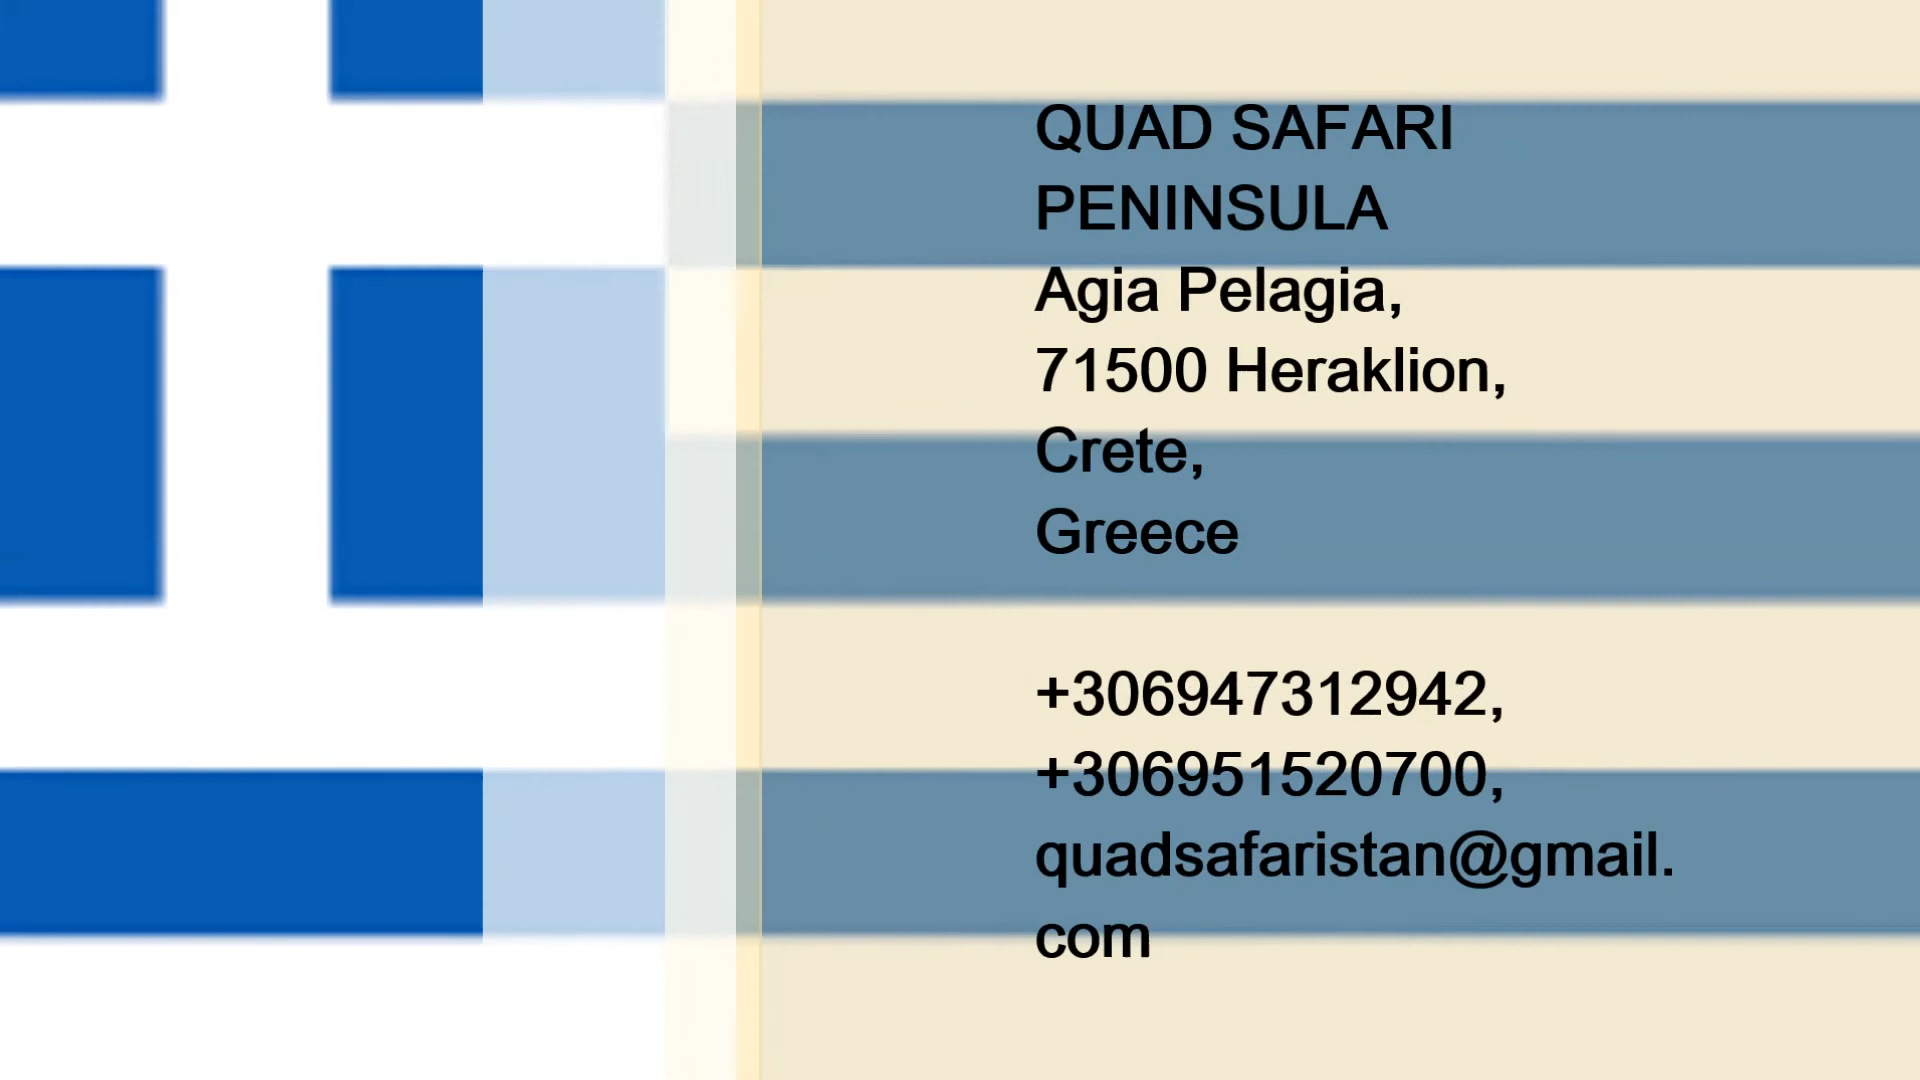 QUAD SAFARI
PENINSULA
Agia Pelagia,
71500 Heraklion,
Crete,
Greece
+306947312942,
+306951520700,
quadsafaristan@gmail.
com